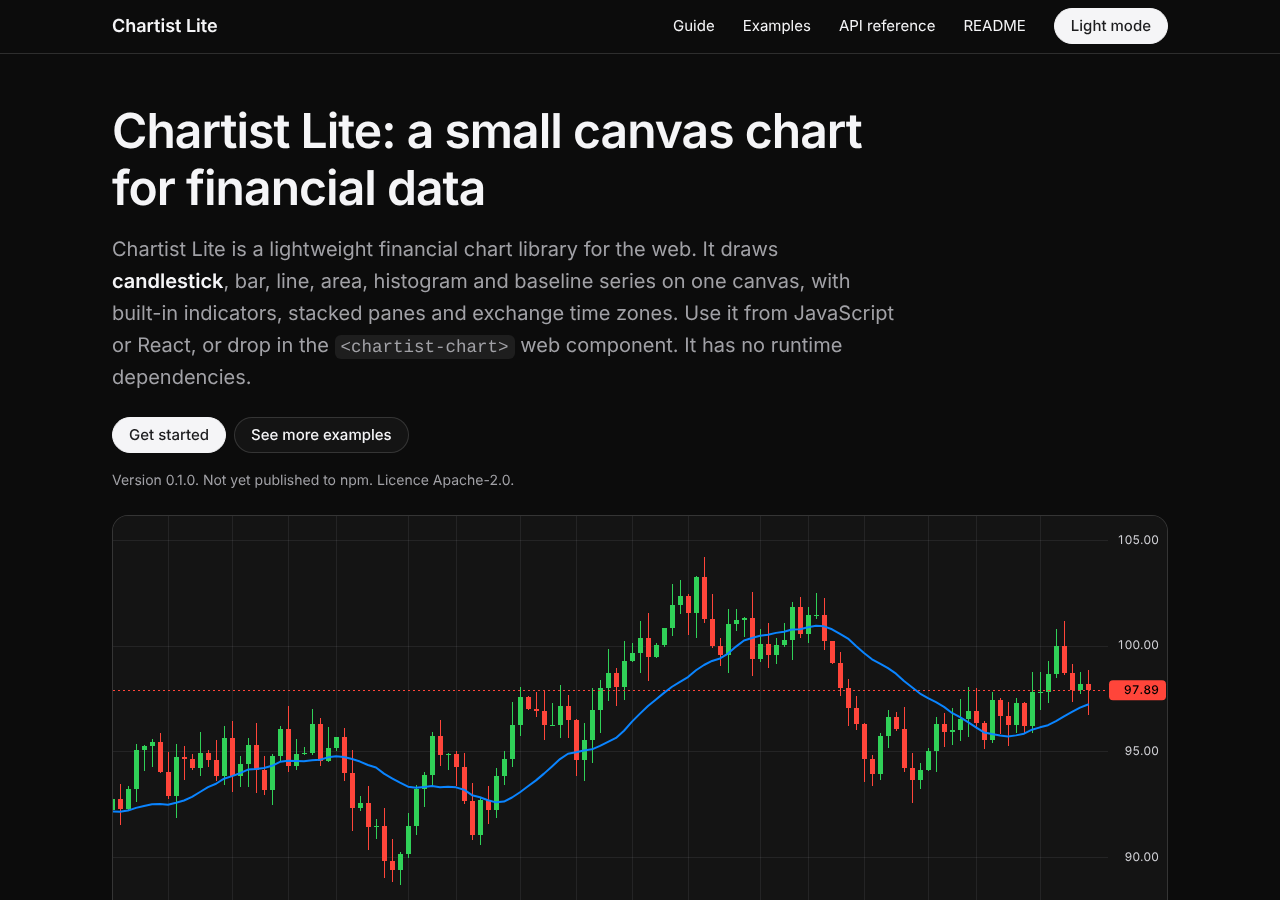 Chartist Lite
Guide
Examples
API reference
README
Light mode
Chartist Lite: a small canvas chart
for financial data
Chartist Lite is a lightweight financial chart library for the web. It draws
candlestick, bar, line, area, histogram and baseline series on one canvas, with
built-in indicators, stacked panes and exchange time zones. Use it from JavaScript
or React, or drop in the <chartist-chart> web component. It has no runtime
dependencies.
Get started
See more examples
Version 0.1.0. Not yet published to npm. Licence Apache-2.0.
105.00
100.00
97.89
95.00
90.00